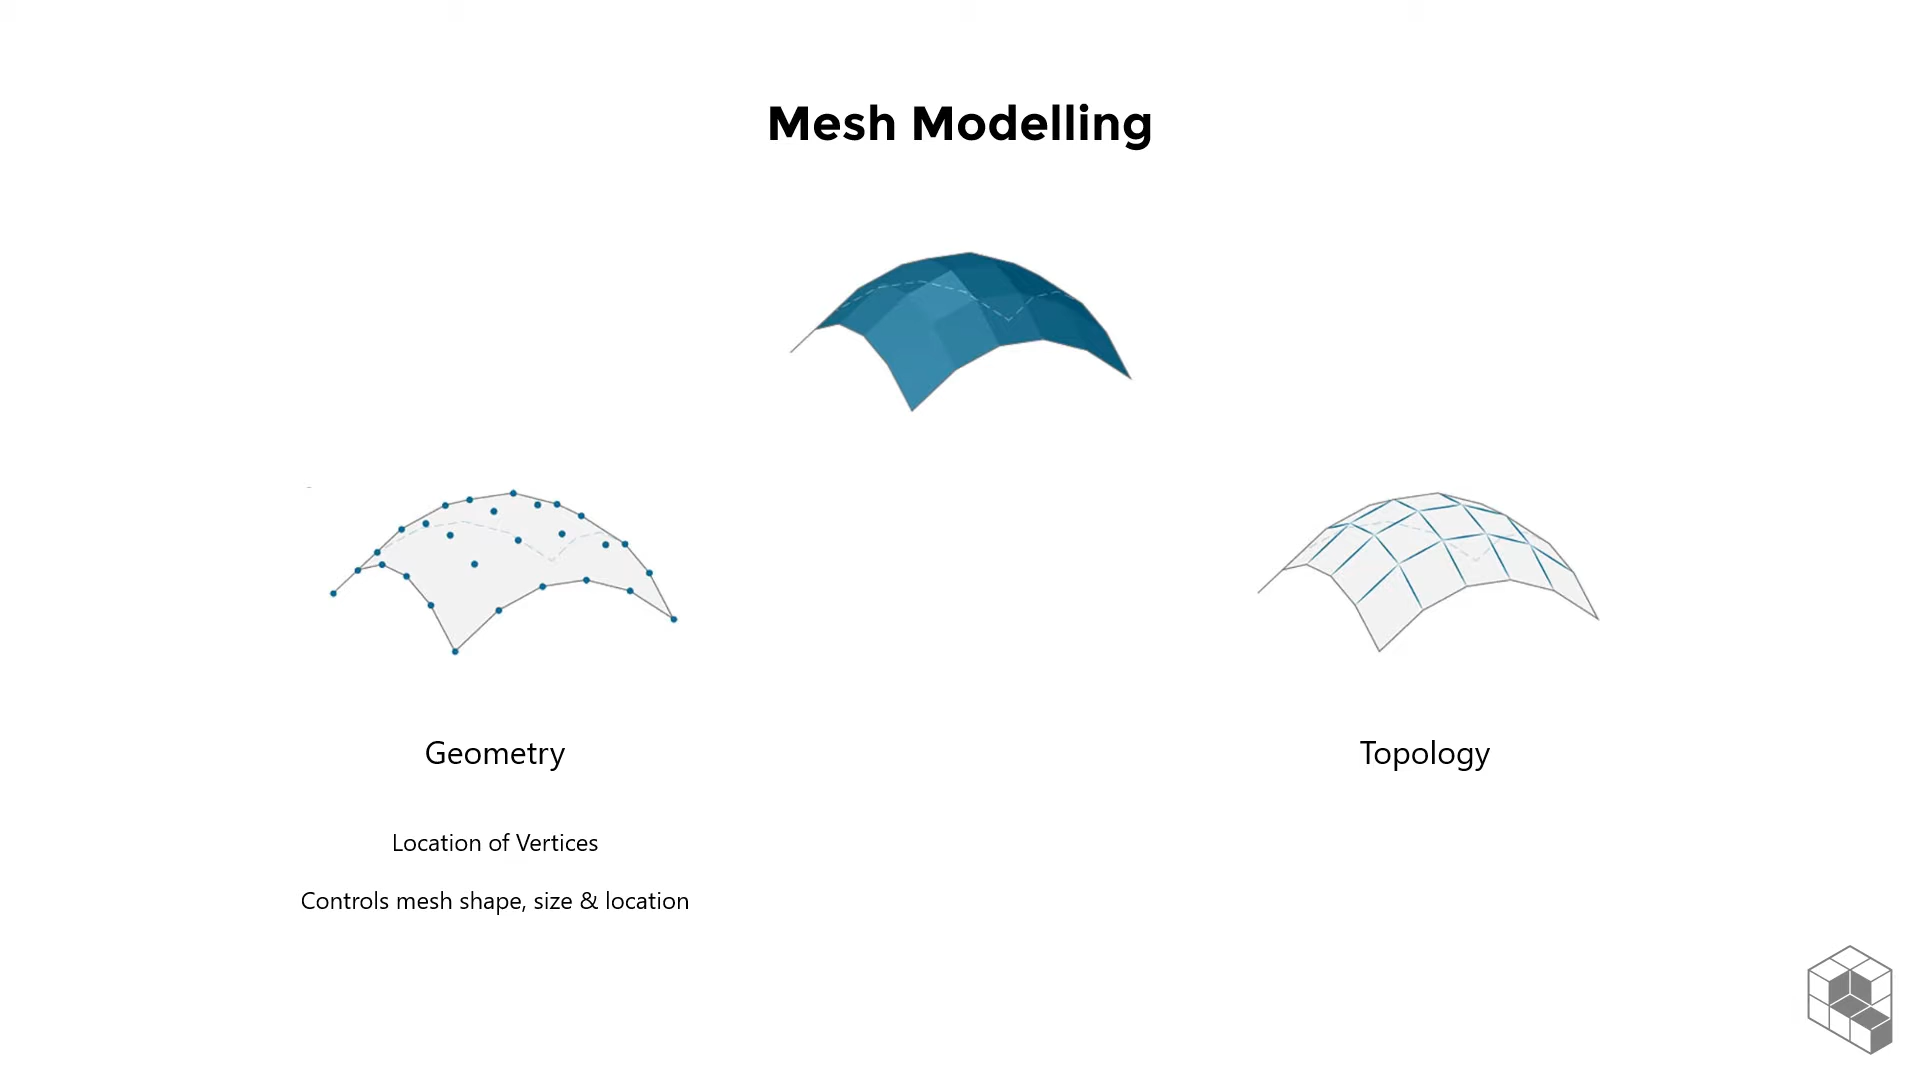 Mesh Modelling
Geometry
Topology
Location of Vertices
Controls mesh shape, size & location